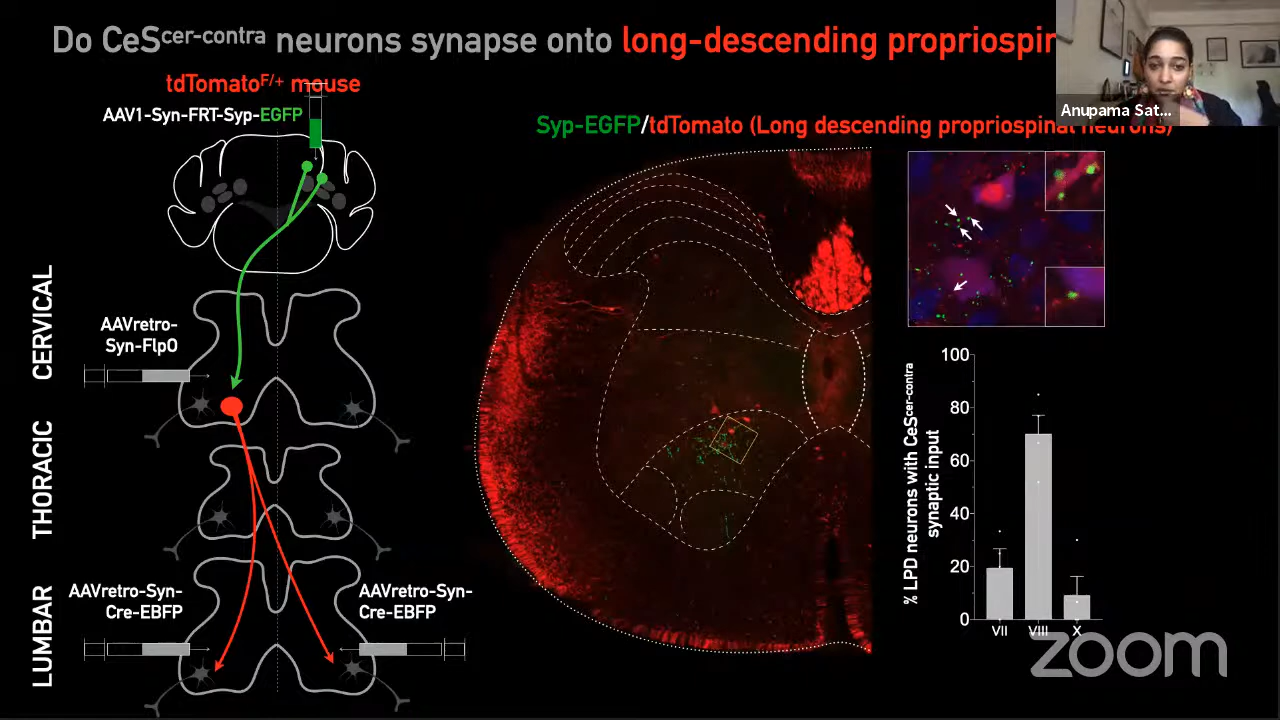 Do CeScer-contra neurons synapse onto long-descending propriospin
Anupama Sat...
tdTomatoF/+ mouse
AAV1-Syn-FRT-Syp-EGFP
Syp-EGFP/tdTomato (Long descending propriospinal neurons)
CERVICAL
AAVretro-
Syn-FlpO
THORACIC
LUMBAR
AAVretro-Syn-
Cre-EBFP
AAVretro-Syn-
Cre-EBFP
% LPD neurons with CeScer-contra
synaptic input
100
80
60
40
20
0
VII VIII X
zoom